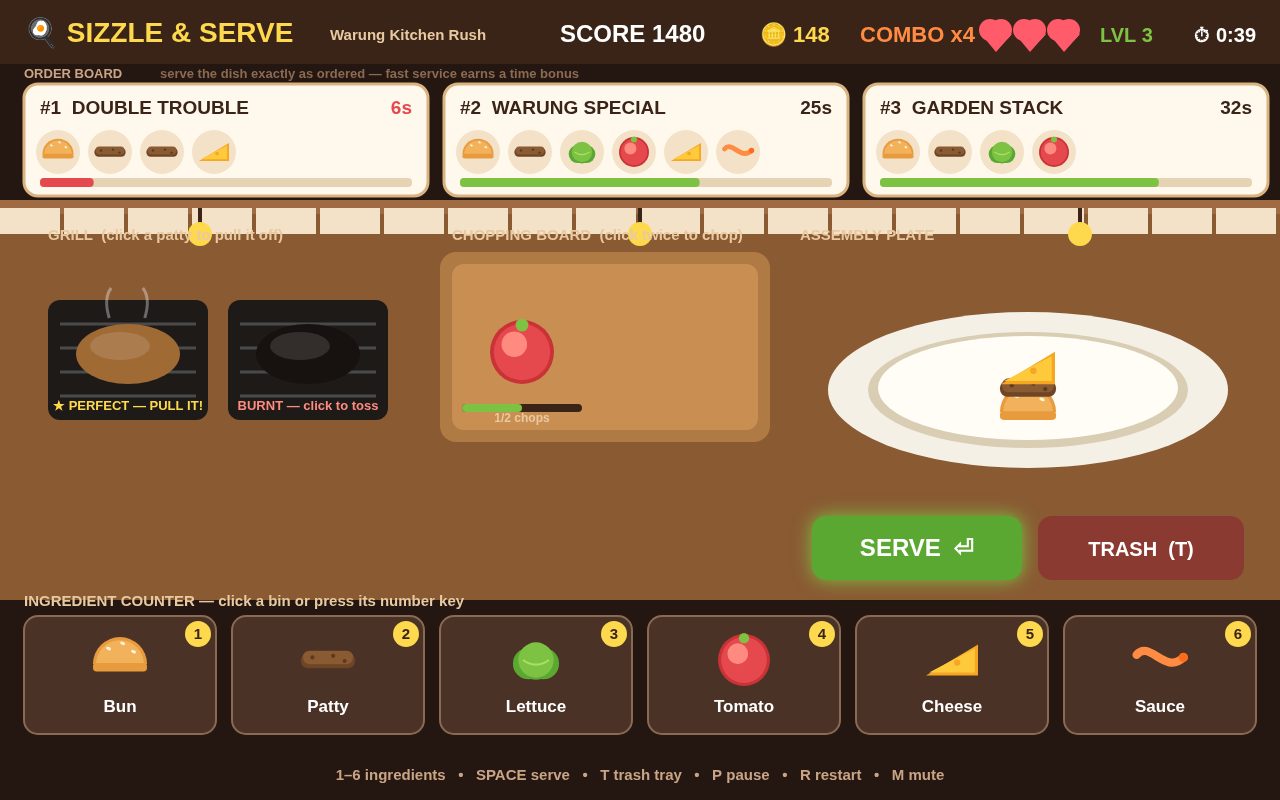 🍳 SIZZLE & SERVE Warung Kitchen Rush SCORE 1480 🪙 148 COMBO x4 LVL 3 ⏱ 0:39
ORDER BOARD serve the dish exactly as ordered — fast service earns a time bonus
#1 DOUBLE TROUBLE 6s
#2 WARUNG SPECIAL 25s
#3 GARDEN STACK 32s
GRILL (click a patty to pull it off)
CHOPPING BOARD (click twice to chop)
ASSEMBLY PLATE
★ PERFECT — PULL IT!
BURNT — click to toss
1/2 chops
SERVE ⏎
TRASH (T)
INGREDIENT COUNTER — click a bin or press its number key
1
Bun
2
Patty
3
Lettuce
4
Tomato
5
Cheese
6
Sauce
1–6 ingredients • SPACE serve • T trash tray • P pause • R restart • M mute